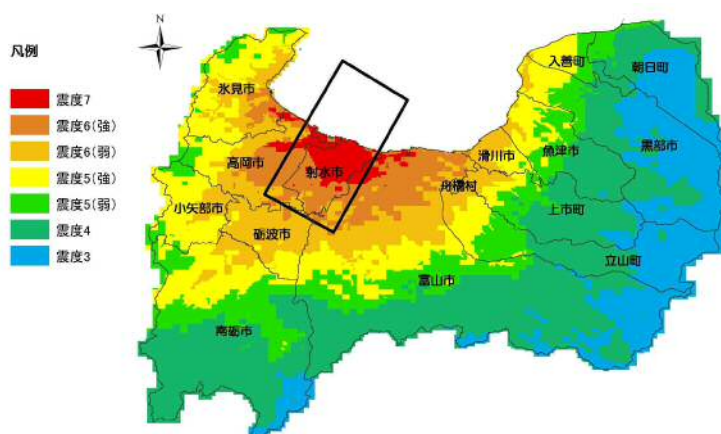 N
凡例
震度7
震度6(強)
震度6(弱)
震度5(強)
震度5(弱)
震度4
震度3
入善町
朝日町
氷見市
黒部市
魚津市
滑川市
高岡市
射水市
舟橋村
小矢部市
上市町
砺波市
立山町
富山市
南砺市